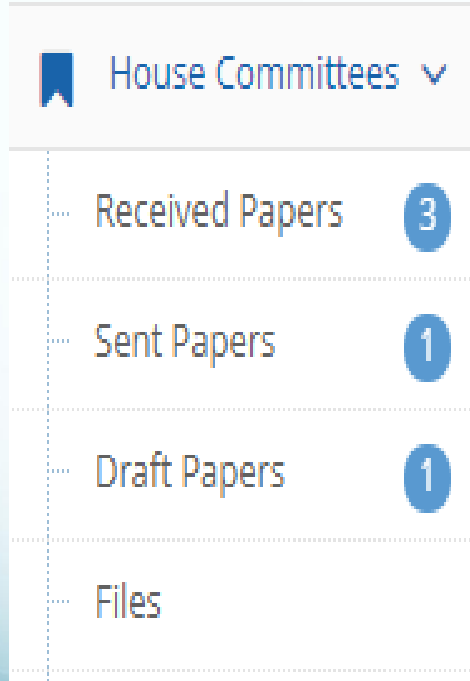 House Committees
Received Papers 3
Sent Papers 1
Draft Papers 1
Files